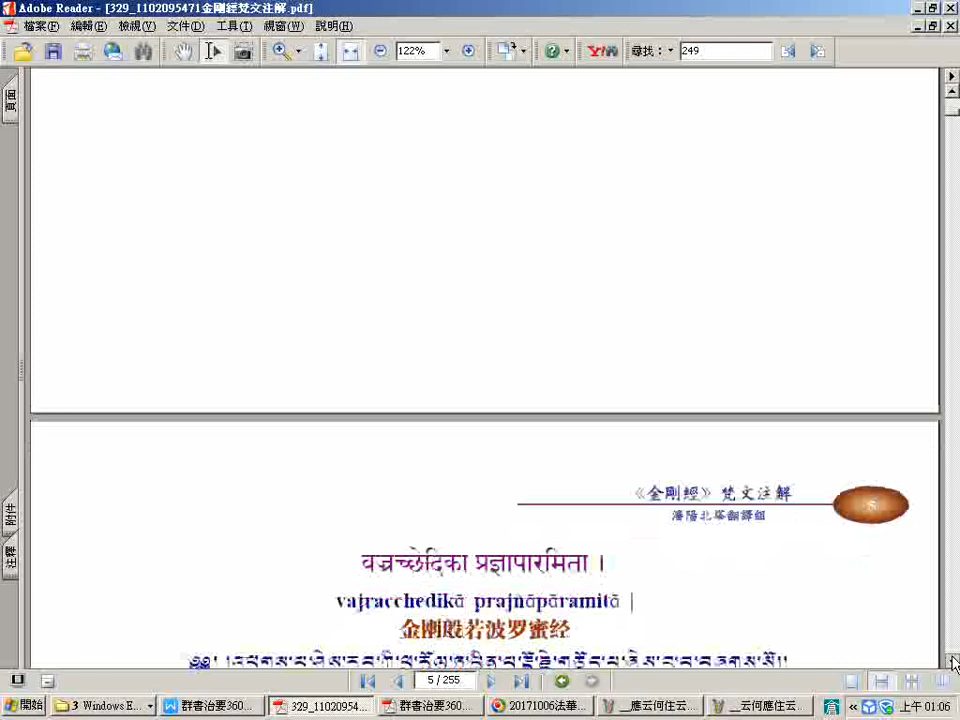 Adobe Reader - [329_1102095471金剛經梵文注解.pdf]
檔案(F) 編輯(E) 檢視(V) 文件(D) 工具(T) 視窗(W) 說明(H)
122% 尋找： 249
頁面
附件
注釋
《金剛經》梵文注解
瀋陽北塔翻譯組
वज्रच्छेदिका प्रज्ञापारमिता ।
vajracchedikā prajñāpāramitā |
金刚般若波罗蜜经
5 / 255
開始 3 Windows E... 群書治要360... 329_11020954... 群書治要360... 20171006法華... __應云何住云... __云何應住云... « 上午 01:06